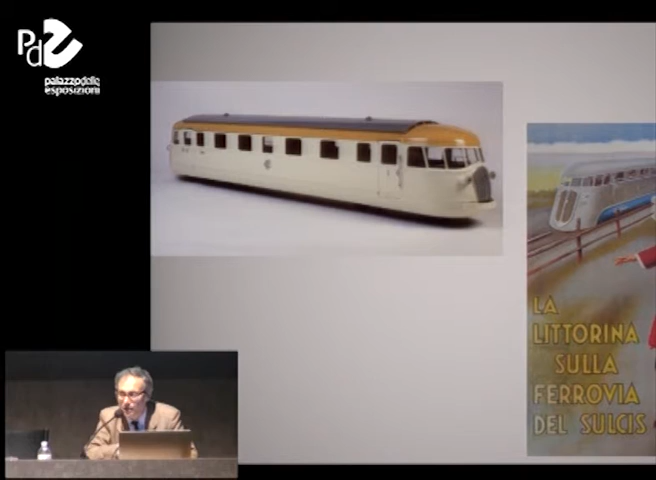 PdE
palazzodelle
esposizioni
LA
LITTORINA
SULLA
FERROVIA
DEL SULCIS